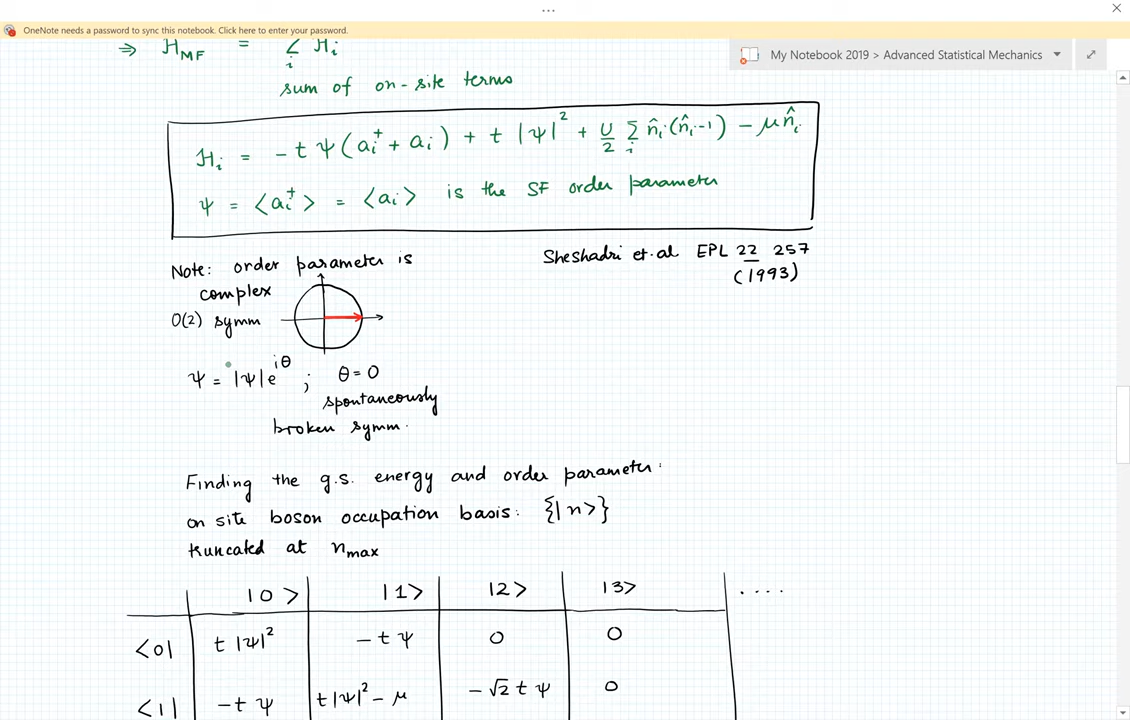 OneNote needs a password to sync this notebook. Click here to enter your password.
My Notebook 2019 > Advanced Statistical Mechanics
⇒ H_MF = Σ_i H_i
sum of on-site terms
H_i = - t ψ (a_i^+ + a_i) + t |ψ|^2 + U/2 Σ_i n̂_i (n̂_i - 1) - μ n̂_i
ψ = <a_i^+> = <a_i> is the SF order parameter
Sheshadri et.al EPL 22 257
(1993)
Note: order parameter is
complex
O(2) symm
ψ = |ψ| e^{iθ} ; θ = 0
spontaneously
broken symm.
Finding the g.s. energy and order parameter:
on site boson occupation basis: {|n>}
truncated at n_max
|0> |1> |2> |3> ....
<0| t|ψ|^2 -tψ 0 0
<1| -tψ t|ψ|^2 - μ -√2 t ψ 0